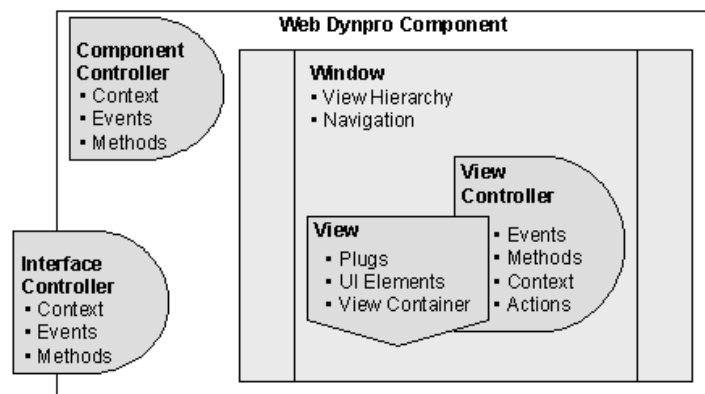 Web Dynpro Component
Component
Controller
▪ Context
▪ Events
▪ Methods
Window
▪ View Hierarchy
▪ Navigation
View
Controller
▪ Events
▪ Methods
▪ Context
▪ Actions
View
▪ Plugs
▪ UI Elements
▪ View Container
Interface
Controller
▪ Context
▪ Events
▪ Methods